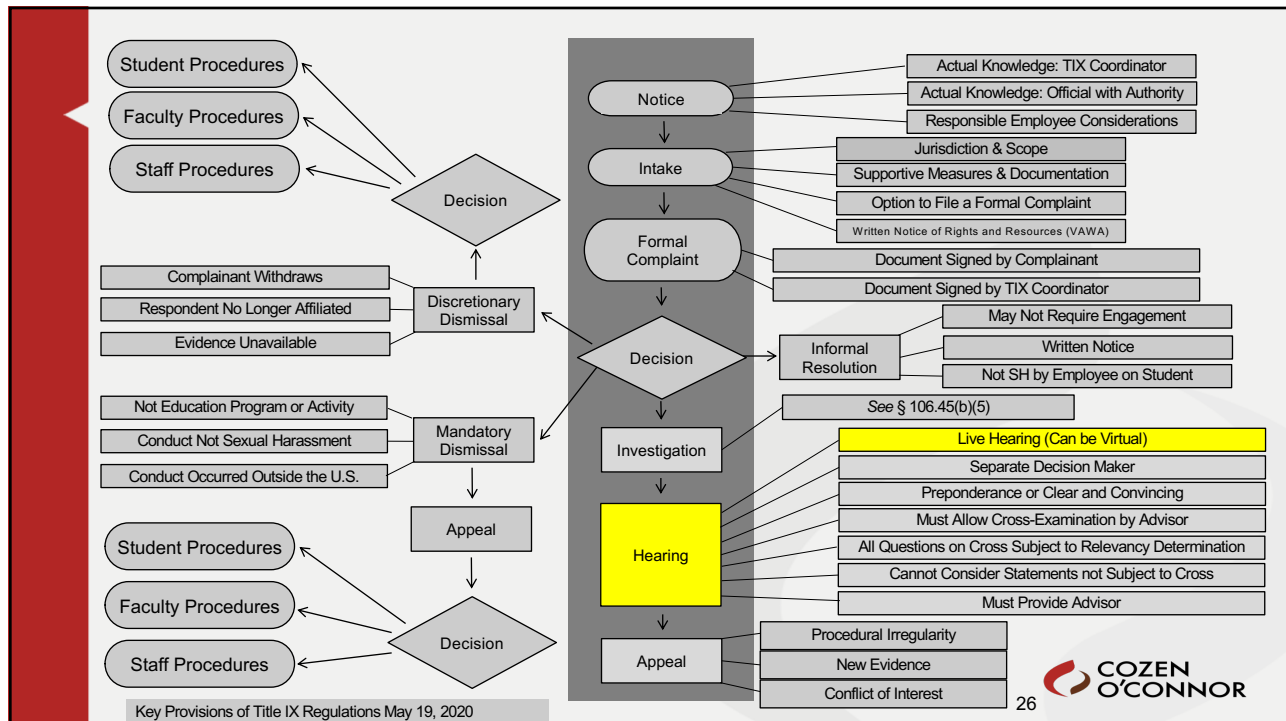 Student Procedures
Faculty Procedures
Staff Procedures
Decision
Complainant Withdraws
Respondent No Longer Affiliated
Evidence Unavailable
Discretionary
Dismissal
Not Education Program or Activity
Conduct Not Sexual Harassment
Conduct Occurred Outside the U.S.
Mandatory
Dismissal
Appeal
Student Procedures
Faculty Procedures
Staff Procedures
Decision
Key Provisions of Title IX Regulations May 19, 2020
Notice
Actual Knowledge: TIX Coordinator
Actual Knowledge: Official with Authority
Responsible Employee Considerations
Intake
Jurisdiction & Scope
Supportive Measures & Documentation
Option to File a Formal Complaint
Written Notice of Rights and Resources (VAWA)
Formal
Complaint
Document Signed by Complainant
Document Signed by TIX Coordinator
Decision
Informal
Resolution
May Not Require Engagement
Written Notice
Not SH by Employee on Student
Investigation
See § 106.45(b)(5)
Hearing
Live Hearing (Can be Virtual)
Separate Decision Maker
Preponderance or Clear and Convincing
Must Allow Cross-Examination by Advisor
All Questions on Cross Subject to Relevancy Determination
Cannot Consider Statements not Subject to Cross
Must Provide Advisor
Appeal
Procedural Irregularity
New Evidence
Conflict of Interest
26
COZEN
O'CONNOR